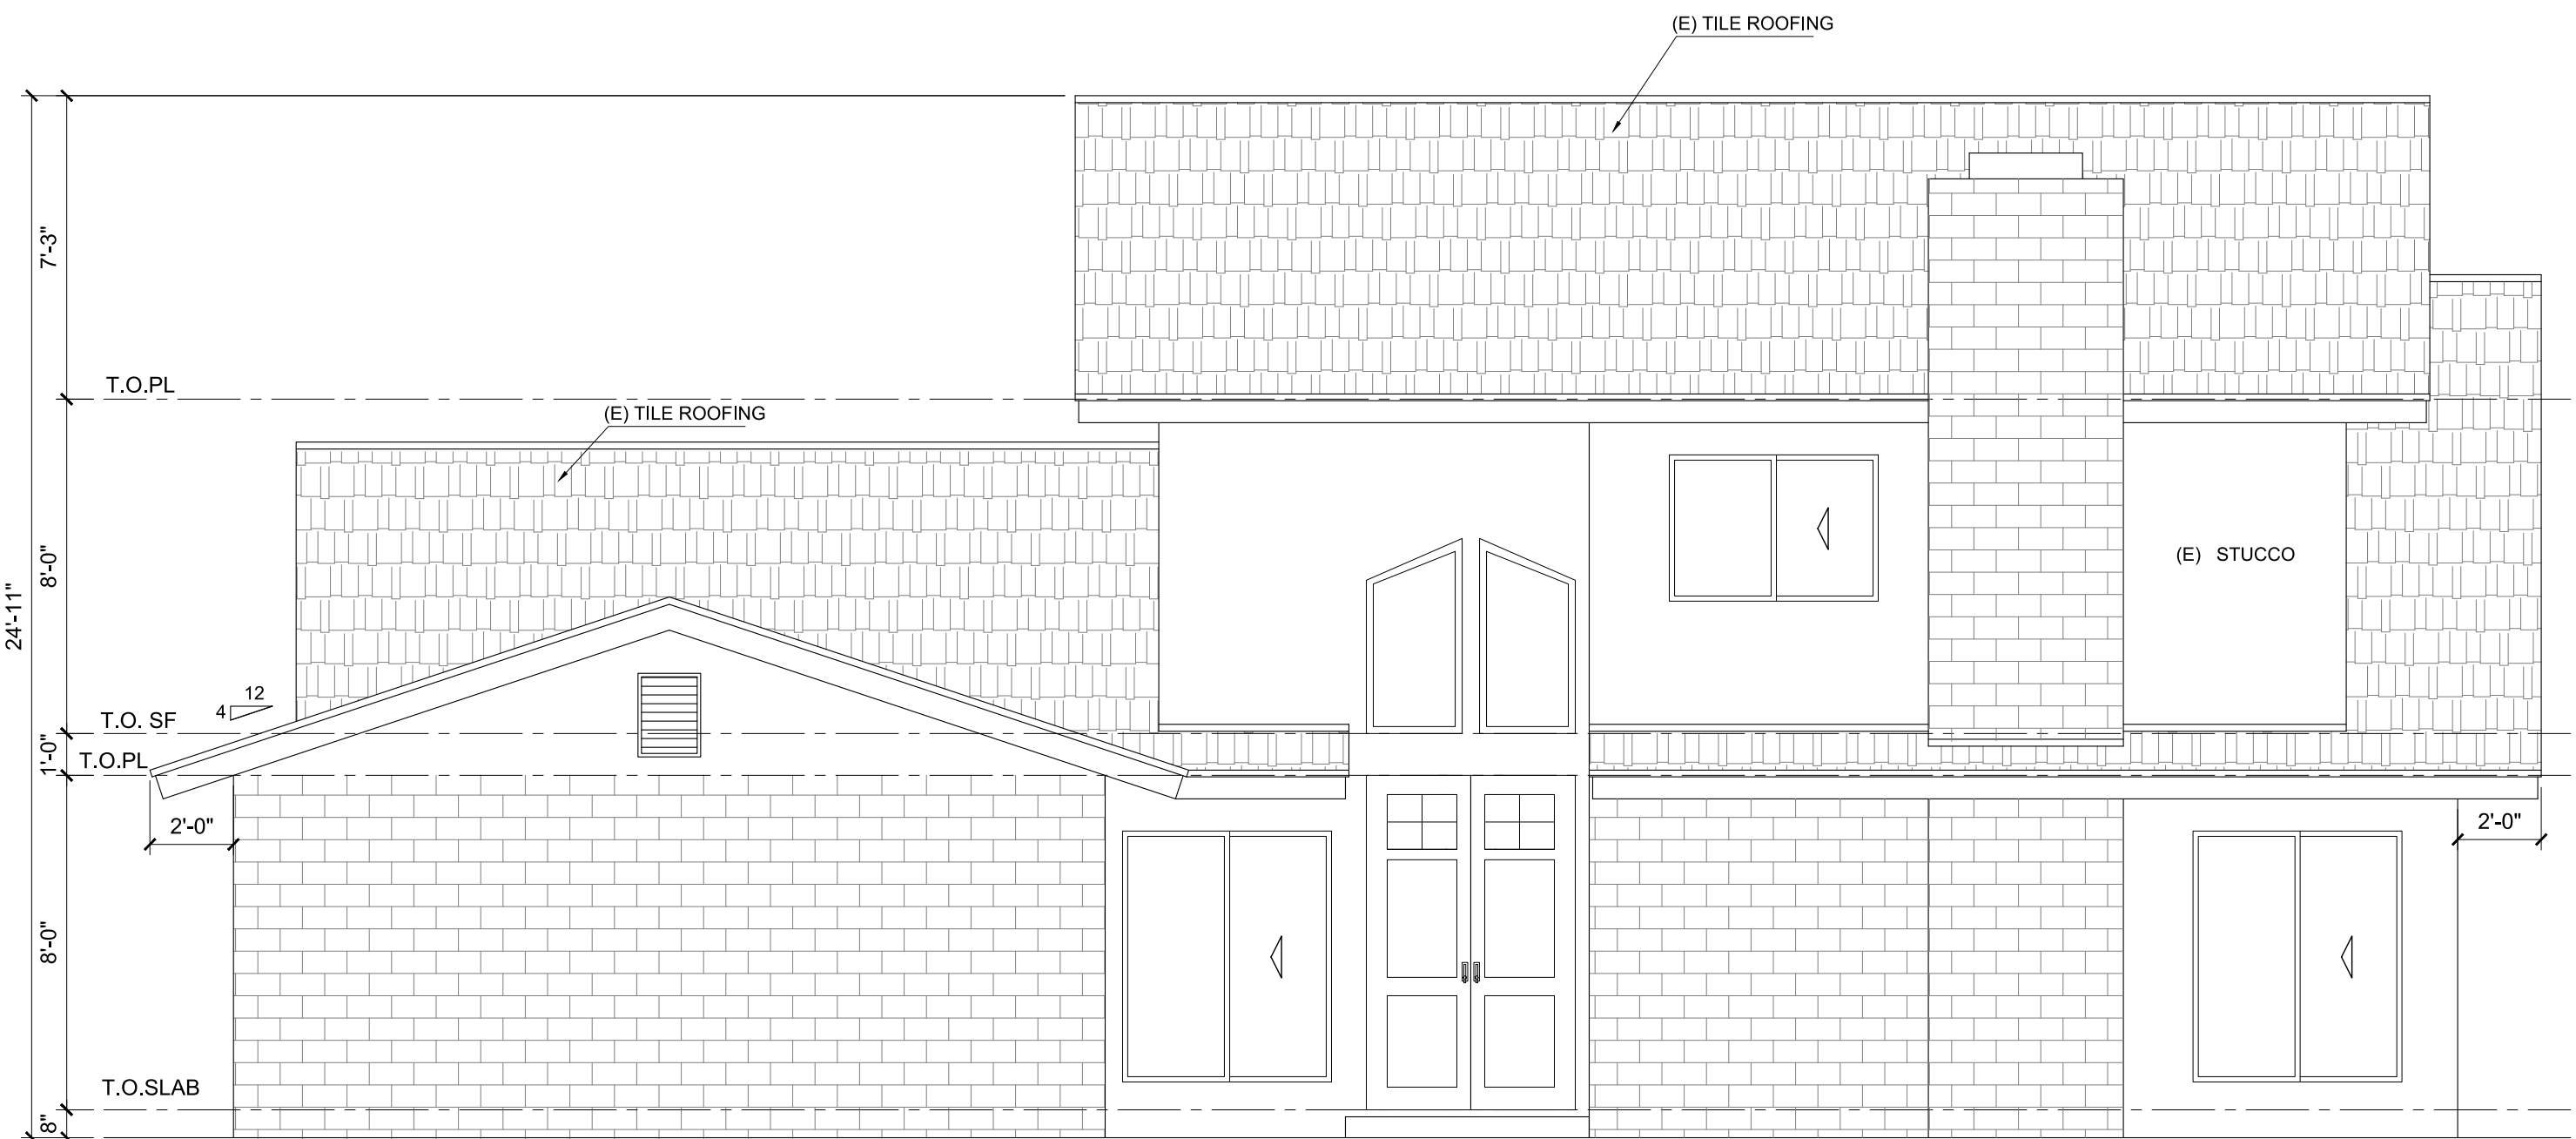 (E) TILE ROOFING
7'-3"
T.O.PL
(E) TILE ROOFING
8'-0"
24'-11"
(E) STUCCO
12
4
T.O. SF
1'-0"
T.O.PL
2'-0"
2'-0"
8'-0"
T.O.SLAB
8"